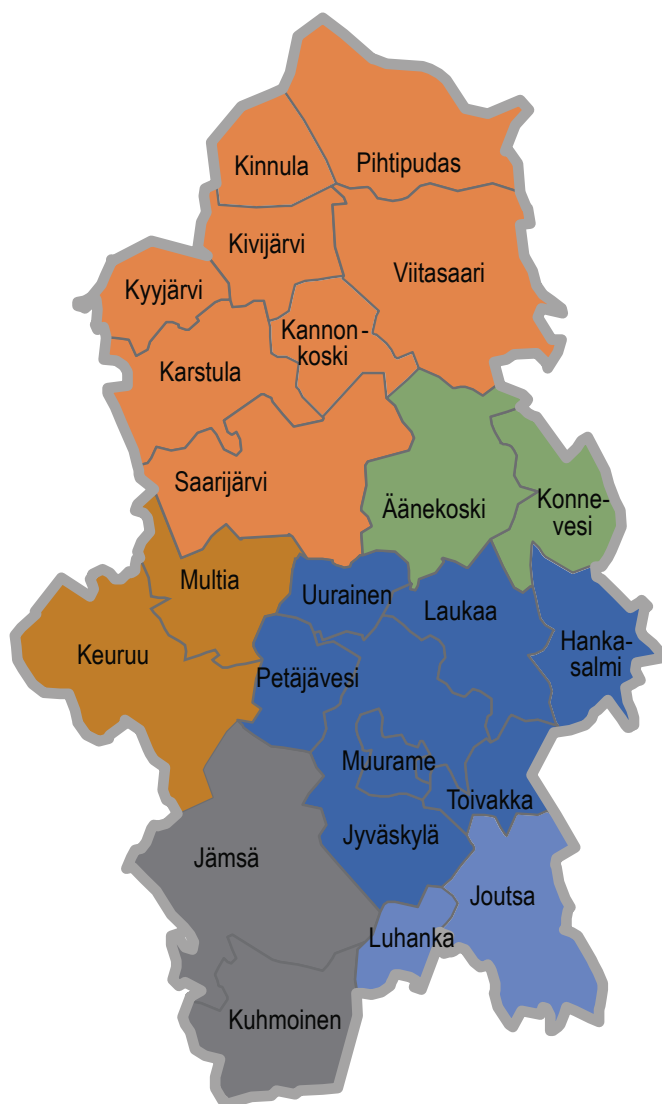 Pihtipudas
Kinnula
Kivijärvi
Viitasaari
Kyyjärvi
Kannon-
koski
Karstula
Saarijärvi
Äänekoski
Konne-
vesi
Multia
Uurainen
Laukaa
Hanka-
salmi
Keuruu
Petäjävesi
Muurame
Toivakka
Jyväskylä
Jämsä
Joutsa
Luhanka
Kuhmoinen